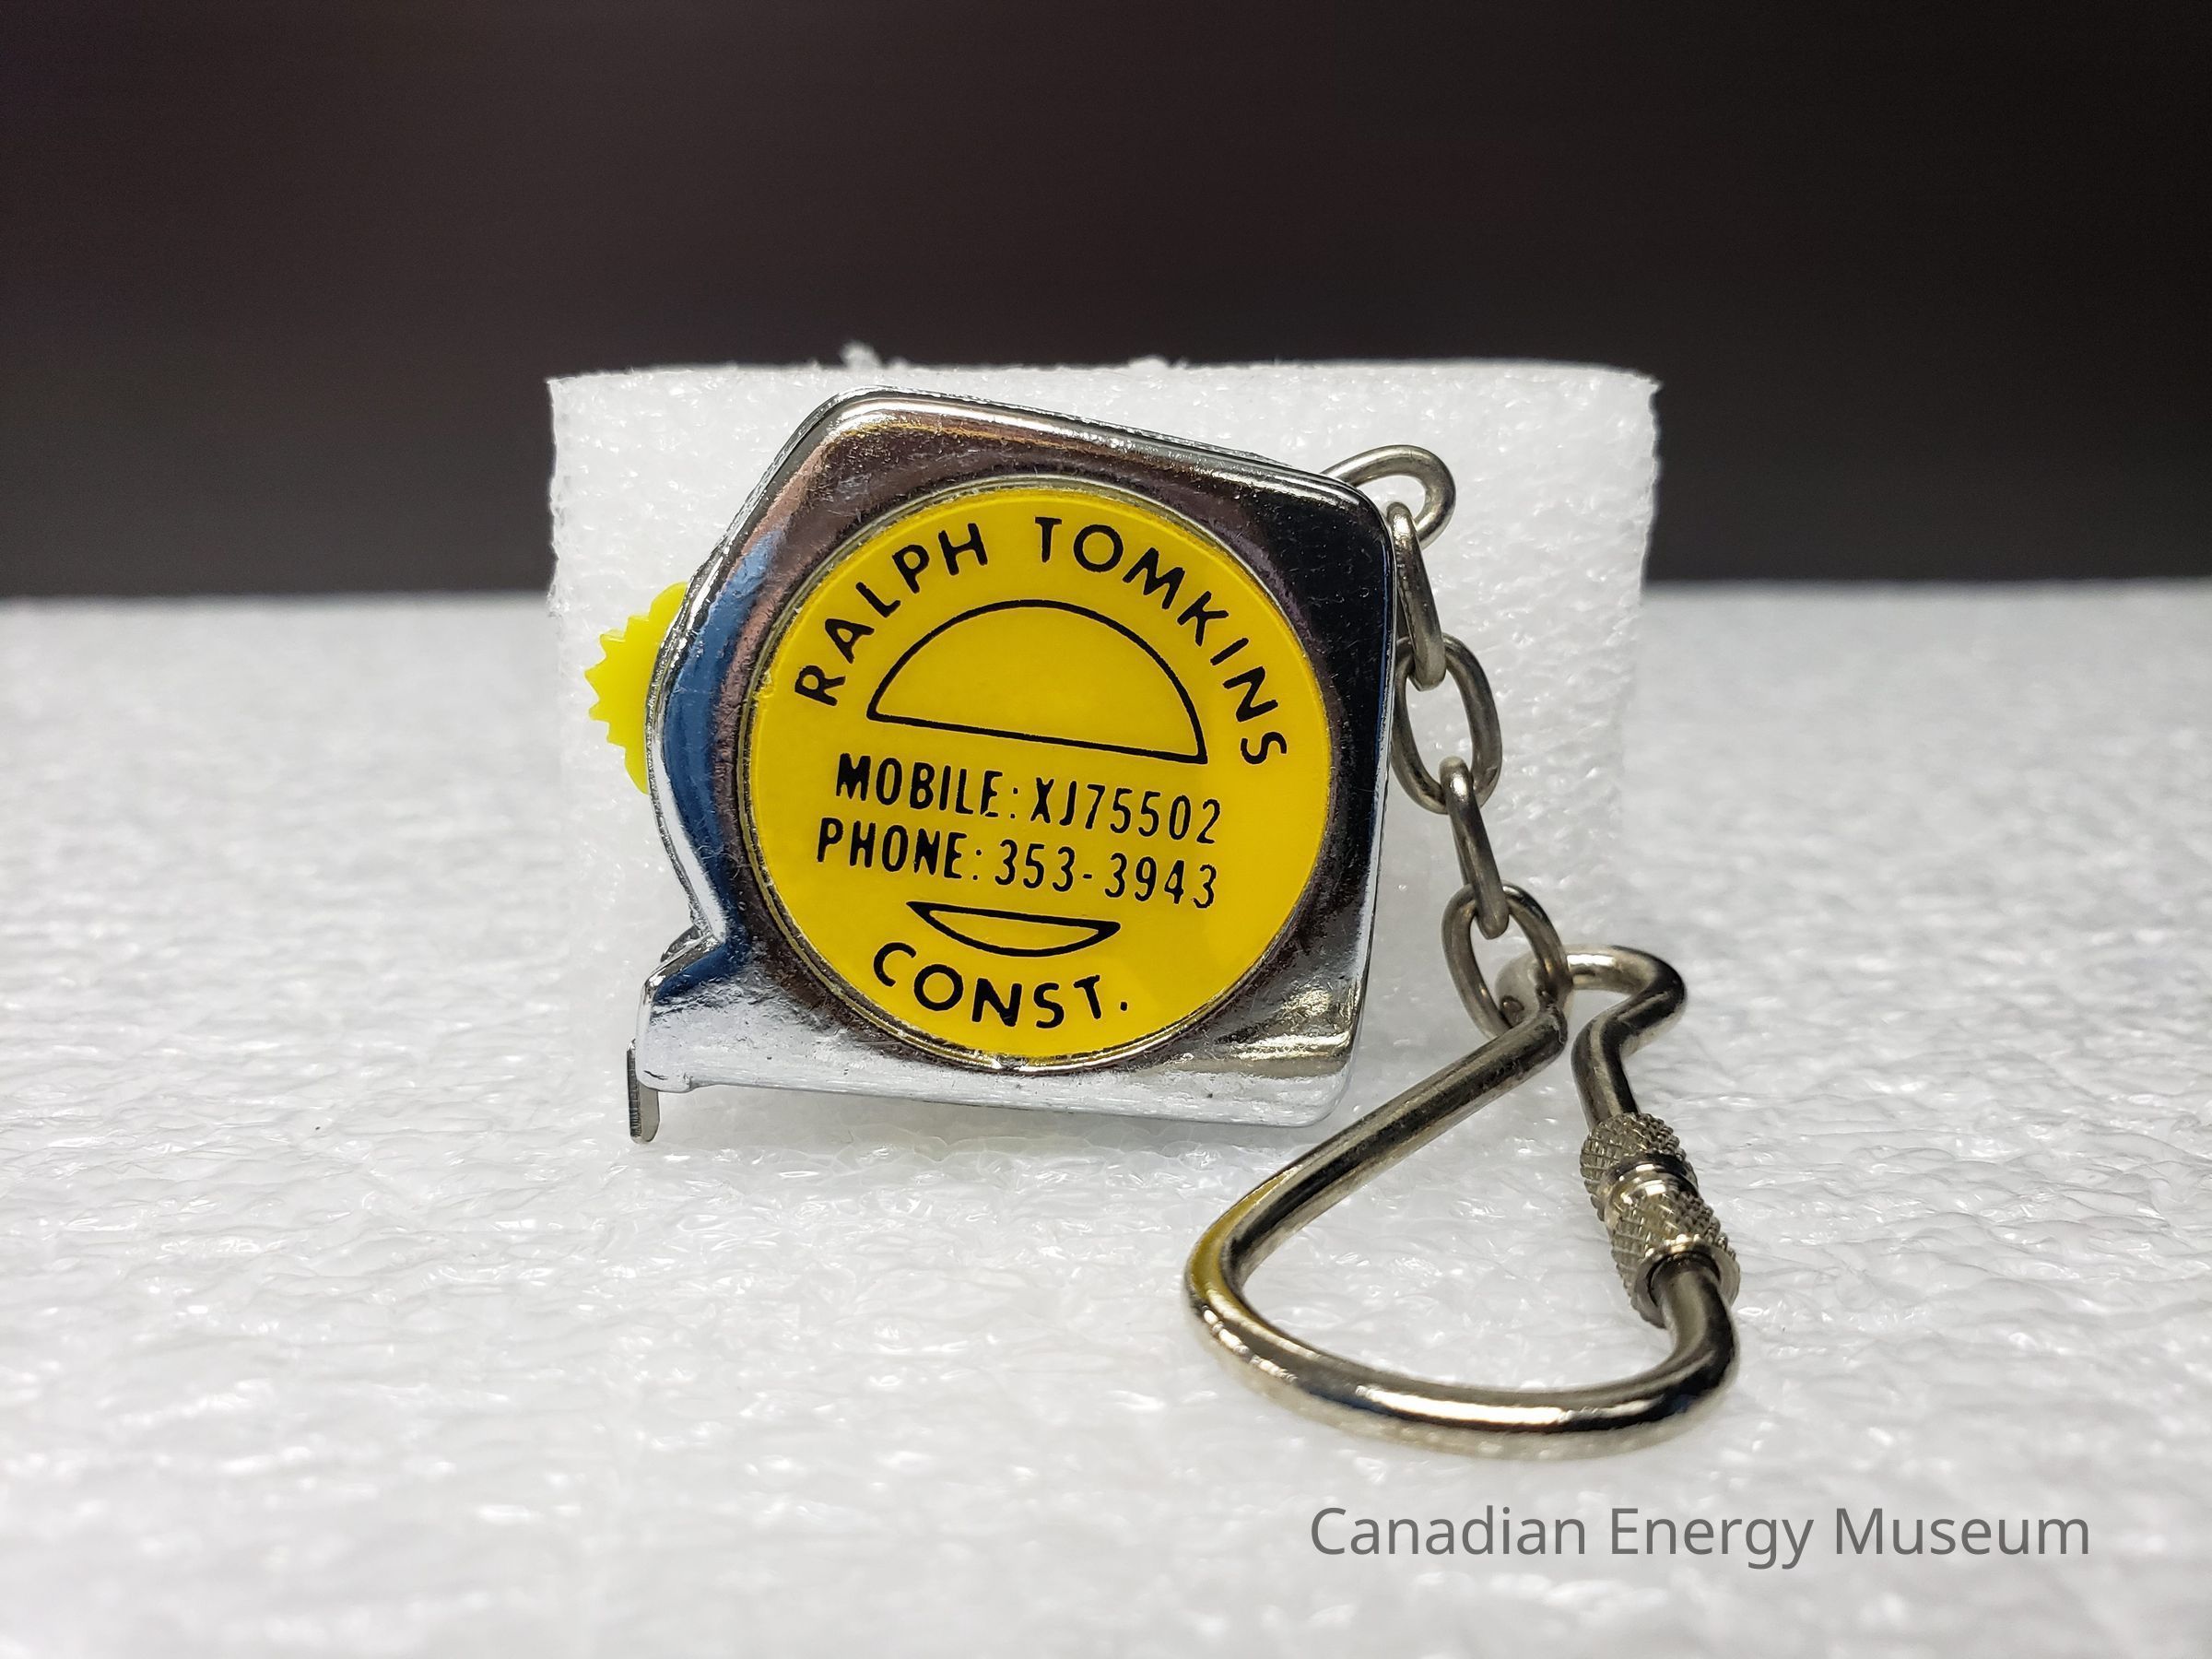 RALPH TOMKINS
MOBILE: XJ75502
PHONE: 353-3943
CONST.
Canadian Energy Museum